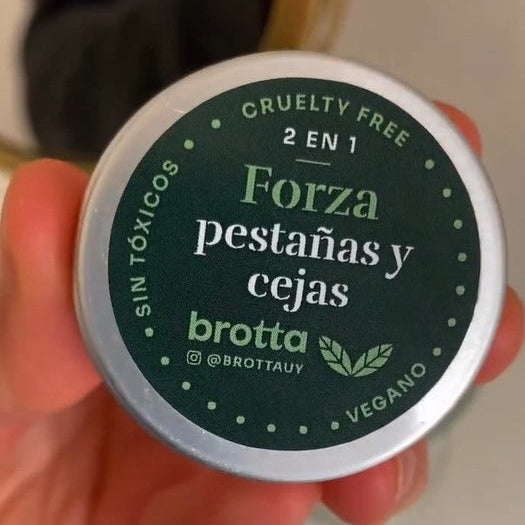 CRUELTY FREE
2 EN 1
Forza
pestañas y
cejas
brotta
@BROTTAUY
SIN TÓXICOS
VEGANO